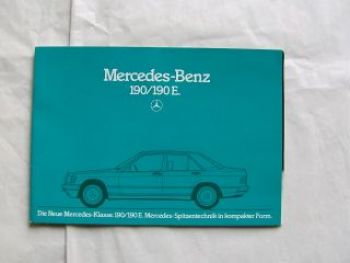 Mercedes-Benz
190/190 E.
Die Neue Mercedes-Klasse. 190/190 E. Mercedes-Spitzentechnik in kompakter Form.